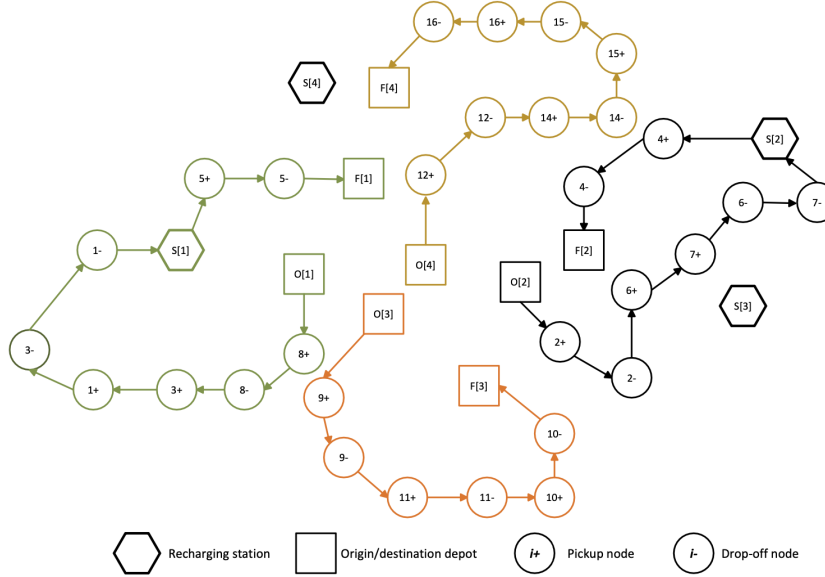 16-
16+
15-
15+
S[4]
F[4]
12-
14+
14-
4+
S[2]
5+
5-
F[1]
12+
4-
6-
7-
1-
S[1]
O[1]
O[4]
F[2]
7+
O[2]
6+
S[3]
O[3]
2+
3-
8+
2-
1+
3+
8-
9+
F[3]
10-
9-
11+
11-
10+
Recharging station
Origin/destination depot
i+
Pickup node
i-
Drop-off node